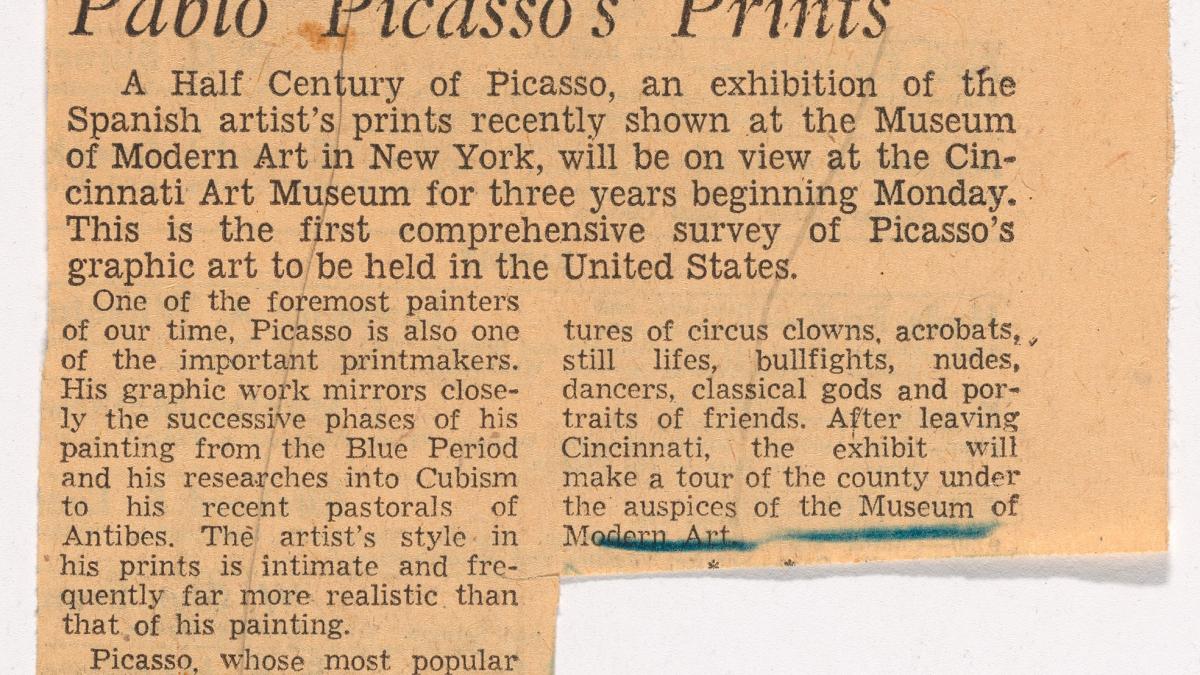 Pablo Picasso's Prints
A Half Century of Picasso, an exhibition of the
Spanish artist's prints recently shown at the Museum
of Modern Art in New York, will be on view at the Cin-
cinnati Art Museum for three years beginning Monday.
This is the first comprehensive survey of Picasso's
graphic art to be held in the United States.
One of the foremost painters
of our time, Picasso is also one
of the important printmakers.
His graphic work mirrors close-
ly the successive phases of his
painting from the Blue Period
and his researches into Cubism
to his recent pastorals of
Antibes. The artist's style in
his prints is intimate and fre-
quently far more realistic than
that of his painting.
Picasso, whose most popular
tures of circus clowns, acrobats,
still lifes, bullfights, nudes,
dancers, classical gods and por-
traits of friends. After leaving
Cincinnati, the exhibit will
make a tour of the county under
the auspices of the Museum of
Modern Art.
* *